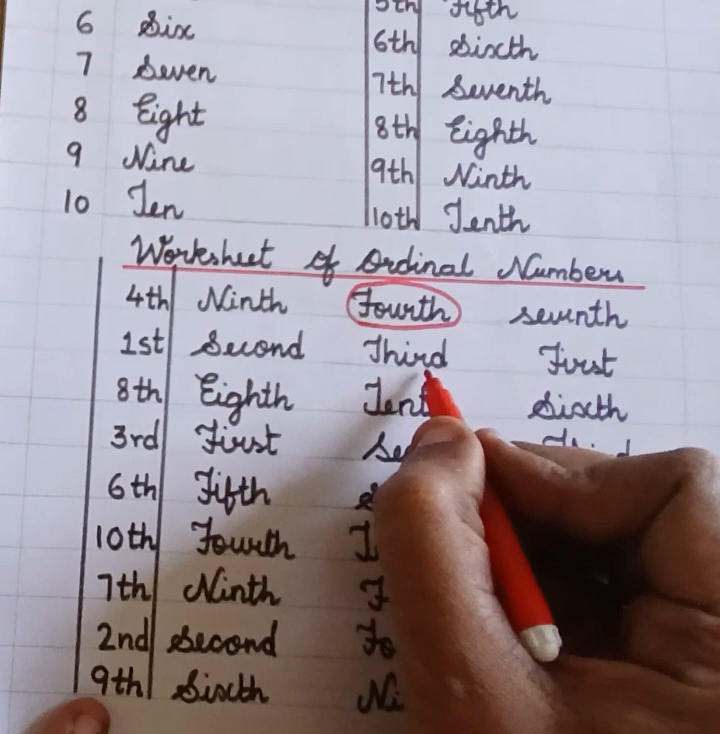 5th Fifth
6 Six 6th Sixth
7 Seven 7th Seventh
8 Eight 8th Eighth
9 Nine 9th Ninth
10 Ten 10th Tenth
Worksheet of Ordinal Numbers
4th Ninth Fourth seventh
1st Second Third First
8th Eighth Sixth
3rd First
6th Fifth
10th Fourth
7th Ninth
2nd second
9th Sixth